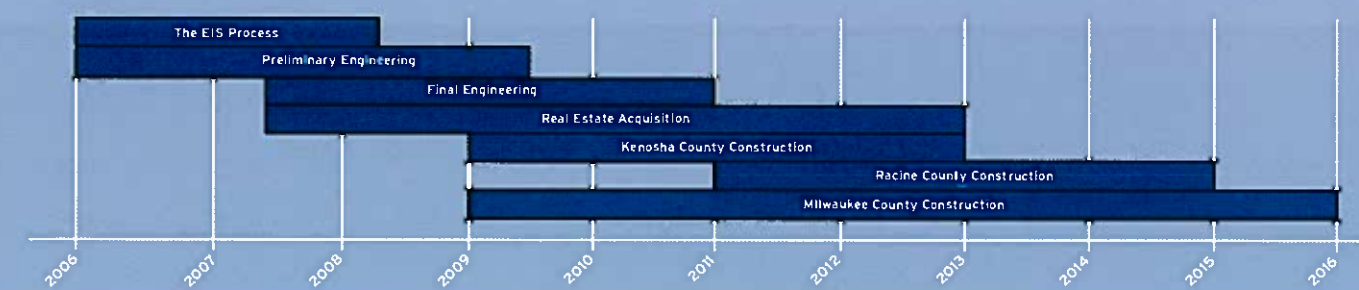 The EIS Process
Preliminary Engineering
Final Engineering
Real Estate Acquisition
Kenosha County Construction
Racine County Construction
Milwaukee County Construction
2006 2007 2008 2009 2010 2011 2012 2013 2014 2015 2016